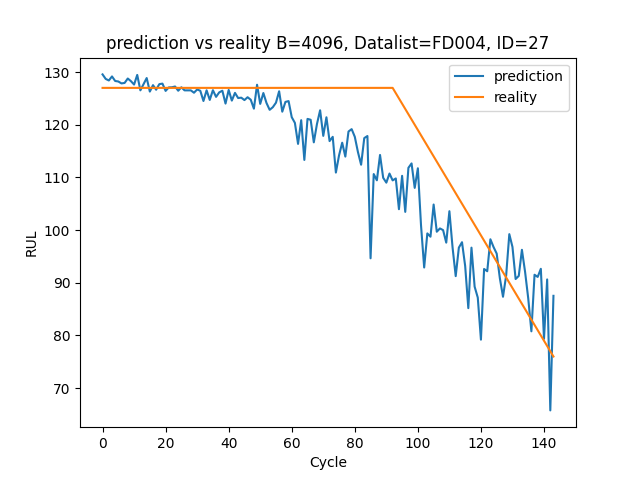 prediction vs reality B=4096, Datalist=FD004, ID=27
prediction
reality
RUL
130
120
110
100
90
80
70
0 20 40 60 80 100 120 140
Cycle